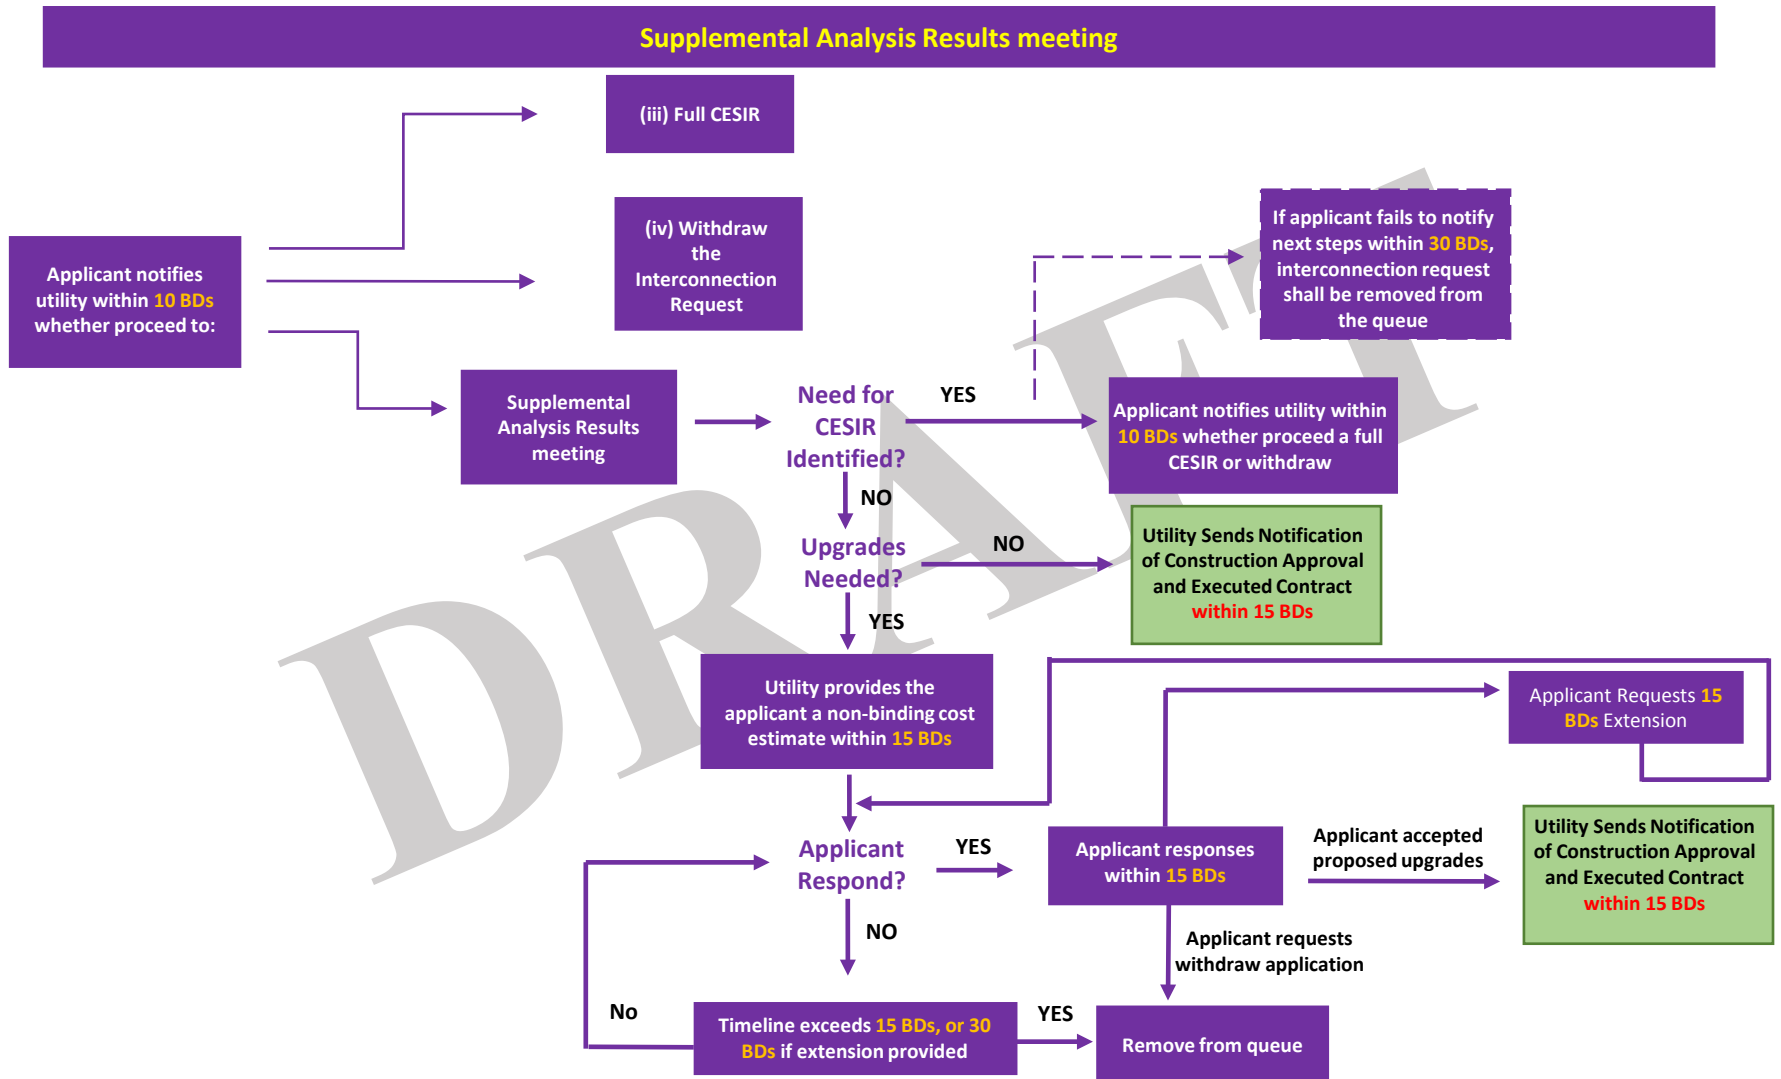 Supplemental Analysis Results meeting
(iii) Full CESIR
(iv) Withdraw
the
Interconnection
Request
Applicant notifies
utility within 10 BDs
whether proceed to:
If applicant fails to notify
next steps within 30 BDs,
interconnection request
shall be removed from
the queue
Supplemental
Analysis Results
meeting
Need for
CESIR
Identified?
YES
Applicant notifies utility within
10 BDs whether proceed a full
CESIR or withdraw
NO
Upgrades
Needed?
NO
Utility Sends Notification
of Construction Approval
and Executed Contract
within 15 BDs
YES
Utility provides the
applicant a non-binding cost
estimate within 15 BDs
Applicant Requests 15
BDs Extension
Applicant
Respond?
YES
Applicant responses
within 15 BDs
Applicant accepted
proposed upgrades
Utility Sends Notification
of Construction Approval
and Executed Contract
within 15 BDs
NO
Applicant requests
withdraw application
No
Timeline exceeds 15 BDs, or 30
BDs if extension provided
YES
Remove from queue
DRAFT